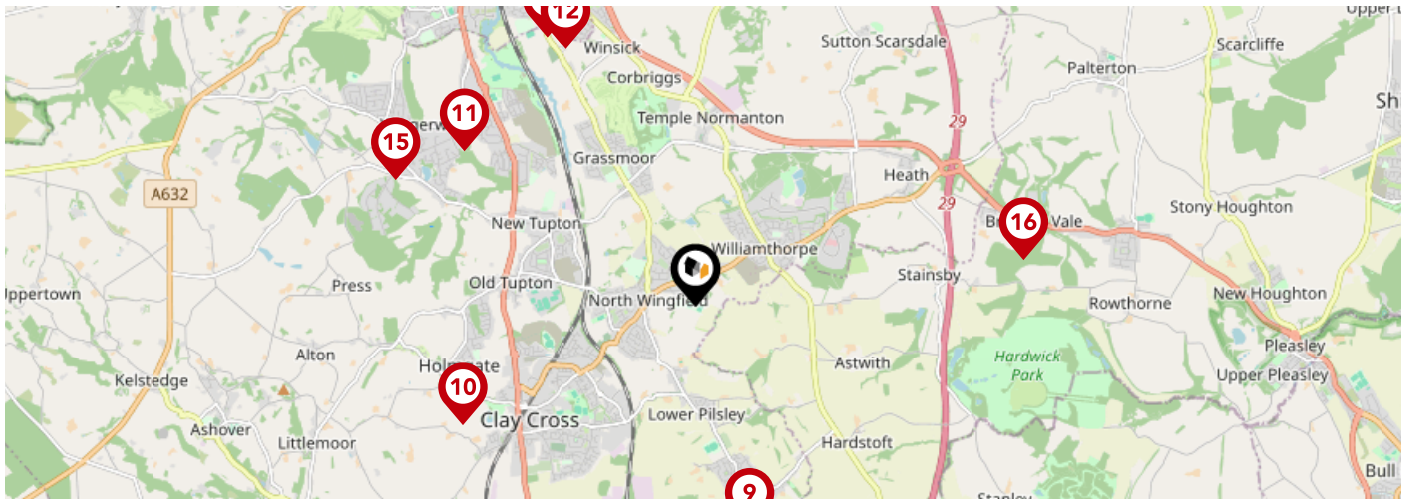 12
Winsick
Sutton Scarsdale
Scarcliffe
Corbriggs
Palterton
11
Temple Normanton
29
15
Grassmoor
Heath
A632
29
16
Vale
Stony Houghton
New Tupton
Williamthorpe
Stainsby
Press
Old Tupton
North Wingfield
New Houghton
Rowthorne
Alton
Astwith
Hardwick
Park
Pleasley
Upper Pleasley
Kelstedge
10
Clay Cross
Lower Pilsley
Ashover
Littlemoor
Hardstoft
Bull
9